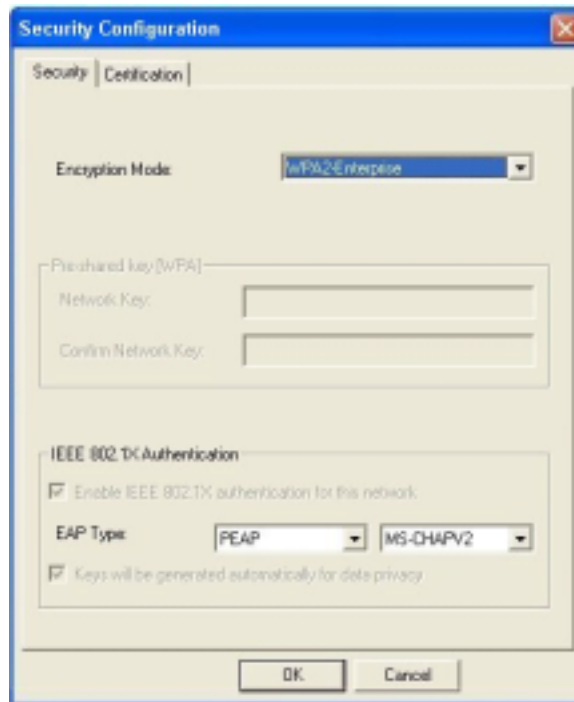 Security Configuration
Security
Certification
Encryption Mode:
WPA2-Enterprise
Pre-shared key [WPA]
Network Key:
Confirm Network Key:
IEEE 802.1X Authentication
Enable IEEE 802.1X authentication for this network
EAP Type:
PEAP
MS-CHAPV2
Keys will be generated automatically for data privacy
OK
Cancel